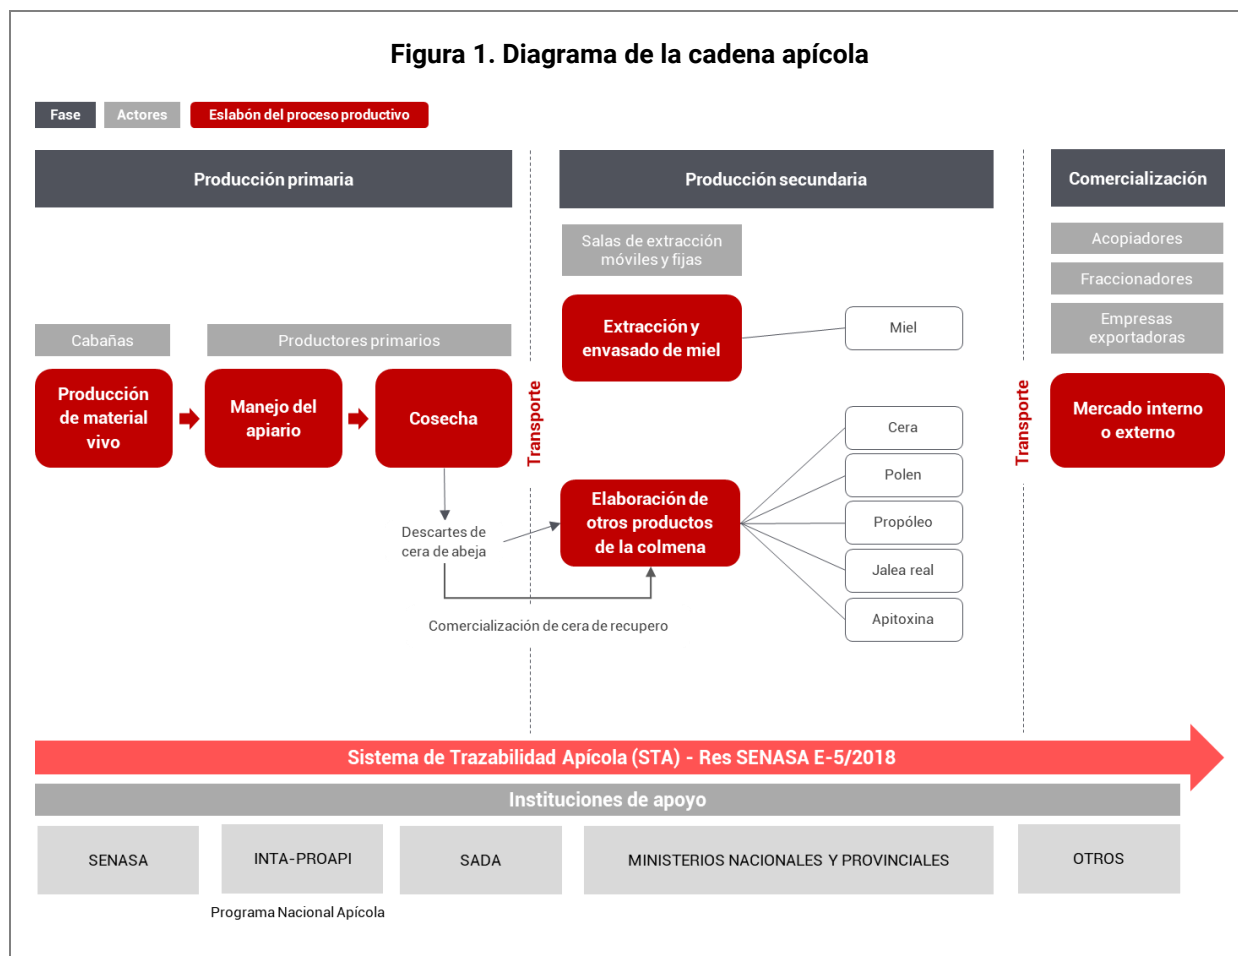 Figura 1. Diagrama de la cadena apícola
Fase
Actores
Eslabón del proceso productivo
Producción primaria
Producción secundaria
Comercialización
Salas de extracción
móviles y fijas
Acopiadores
Fraccionadores
Empresas
exportadoras
Cabañas
Productores primarios
Extracción y
envasado de miel
Miel
Producción
de material
vivo
Manejo del
apiario
Cosecha
Transporte
Transporte
Mercado interno
o externo
Cera
Polen
Propóleo
Jalea real
Apitoxina
Elaboración de
otros productos
de la colmena
Descartes de
cera de abeja
Comercialización de cera de recupero
Sistema de Trazabilidad Apícola (STA) - Res SENASA E-5/2018
Instituciones de apoyo
SENASA
INTA-PROAPI
SADA
MINISTERIOS NACIONALES Y PROVINCIALES
OTROS
Programa Nacional Apícola